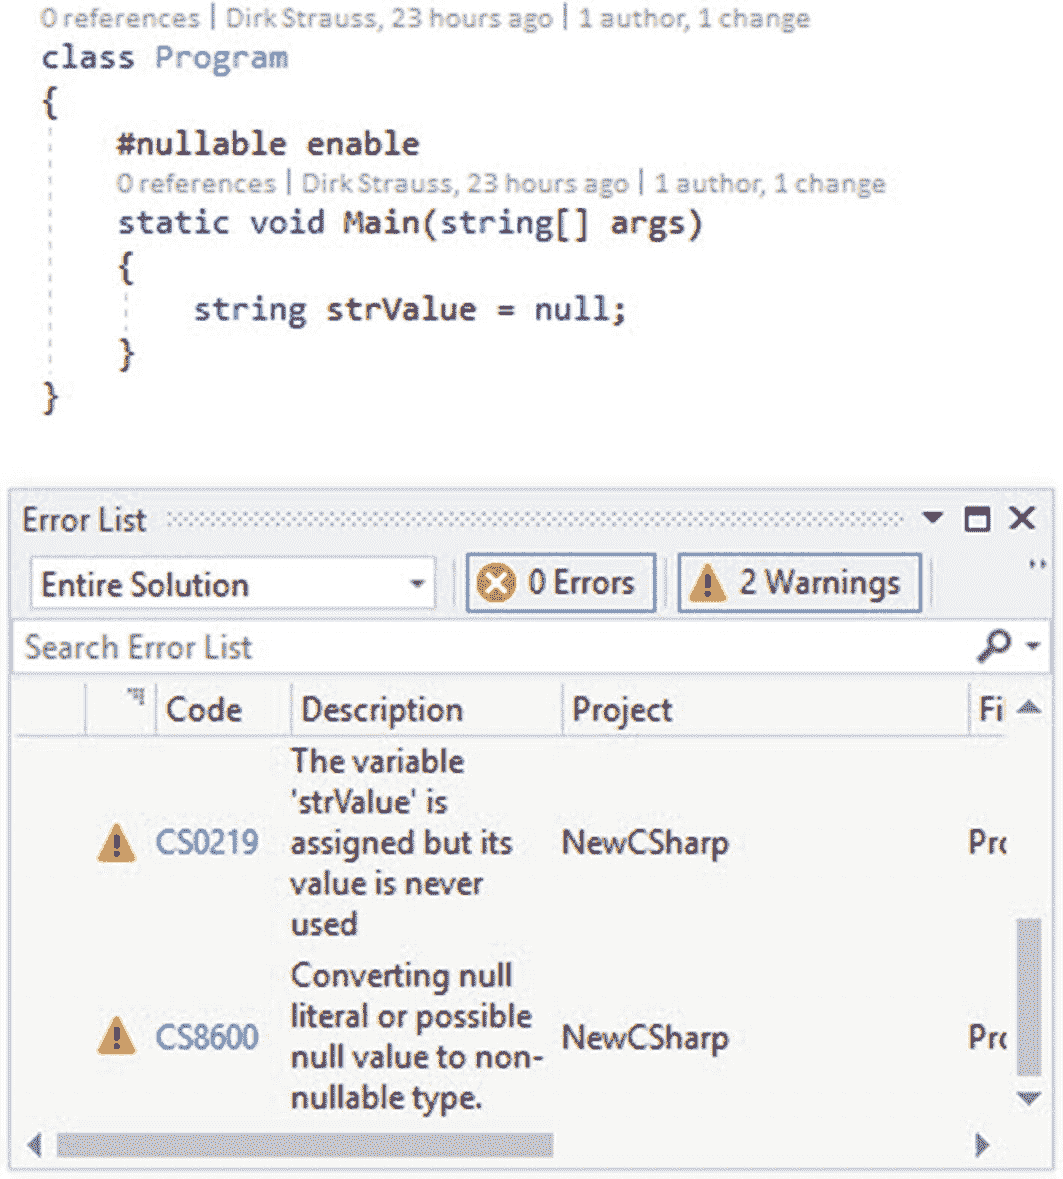 0 references | Dirk Strauss, 23 hours ago | 1 author, 1 change
class Program
{
#nullable enable
0 references | Dirk Strauss, 23 hours ago | 1 author, 1 change
static void Main(string[] args)
{
string strValue = null;
}
}
Error List
Entire Solution 0 Errors 2 Warnings
Search Error List
Code Description Project Fi
The variable
'strValue' is
CS0219 assigned but its NewCSharp Pro
value is never
used
Converting null
literal or possible
CS8600 null value to non- NewCSharp Pro
nullable type.